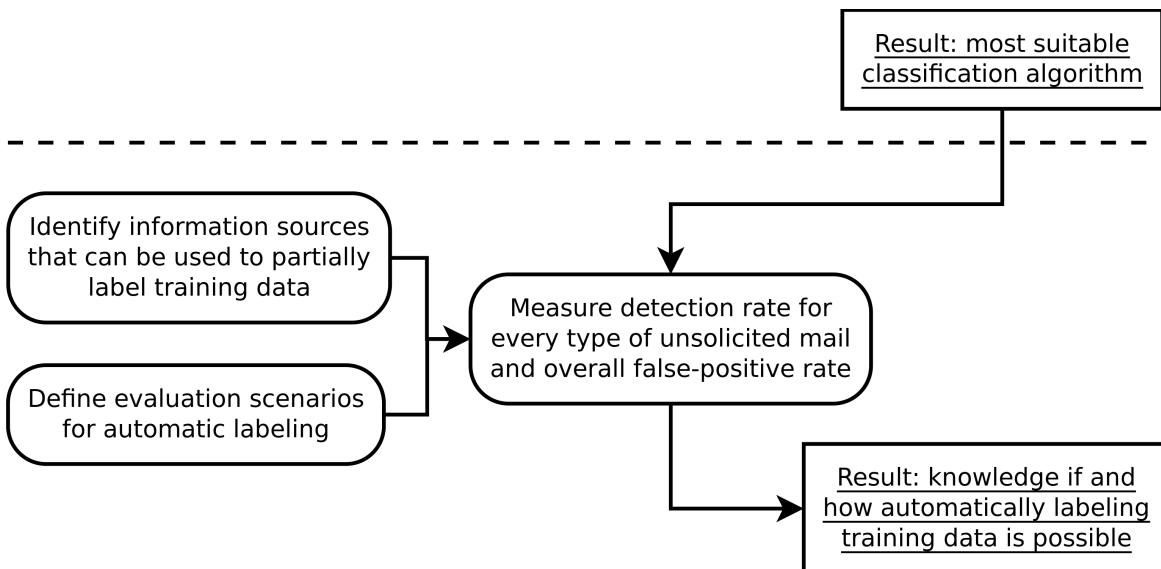 Result: most suitable
classification algorithm
Identify information sources
that can be used to partially
label training data
Define evaluation scenarios
for automatic labeling
Measure detection rate for
every type of unsolicited mail
and overall false-positive rate
Result: knowledge if and
how automatically labeling
training data is possible